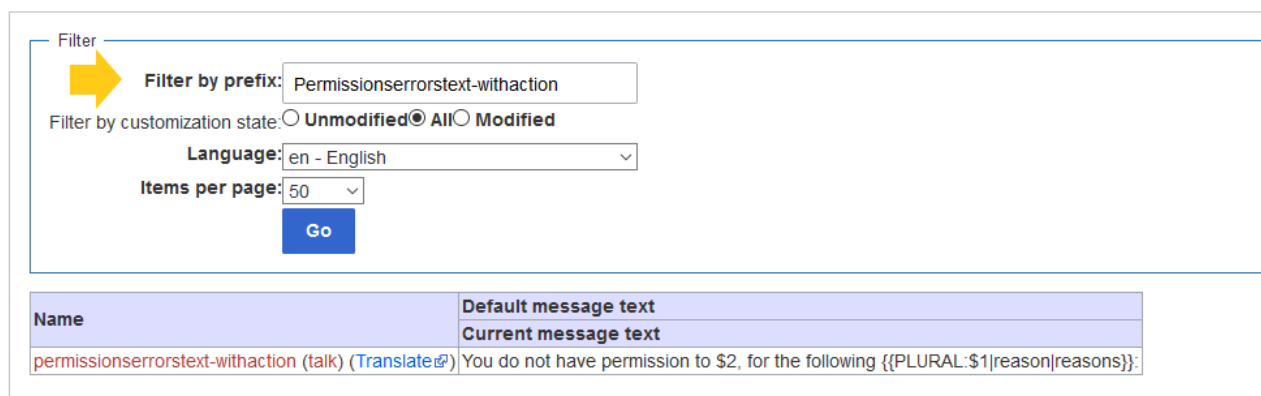 Filter
Filter by prefix: Permissionserrorstext-withaction
Filter by customization state: Unmodified All Modified
Language: en - English
Items per page: 50
Go
Name
Default message text
Current message text
permissionserrorstext-withaction (talk) (Translate) You do not have permission to $2, for the following {{PLURAL:$1|reason|reasons}}: